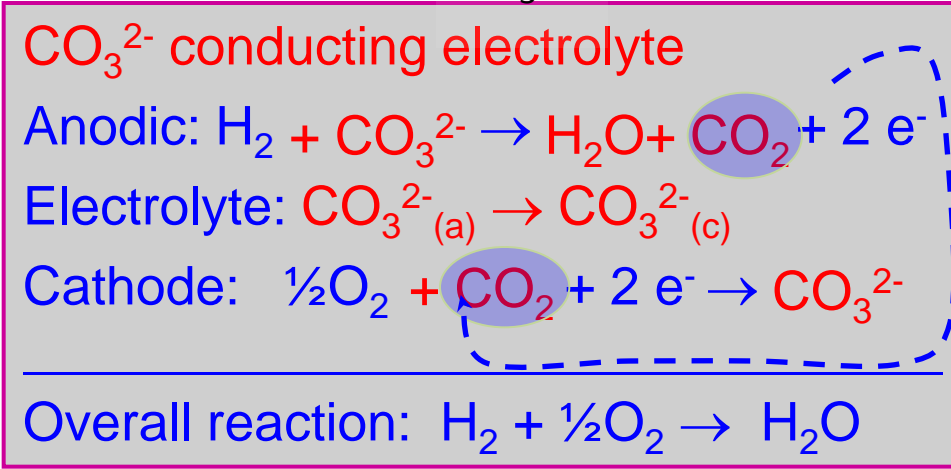 CO₃²⁻ conducting electrolyte
Anodic: H₂ + CO₃²⁻ → H₂O+ CO₂ + 2 e⁻
Electrolyte: CO₃²⁻₍ₐ₎ → CO₃²⁻₍c₎
Cathode: ½O₂ + CO₂ + 2 e⁻ → CO₃²⁻
Overall reaction: H₂ + ½O₂ → H₂O